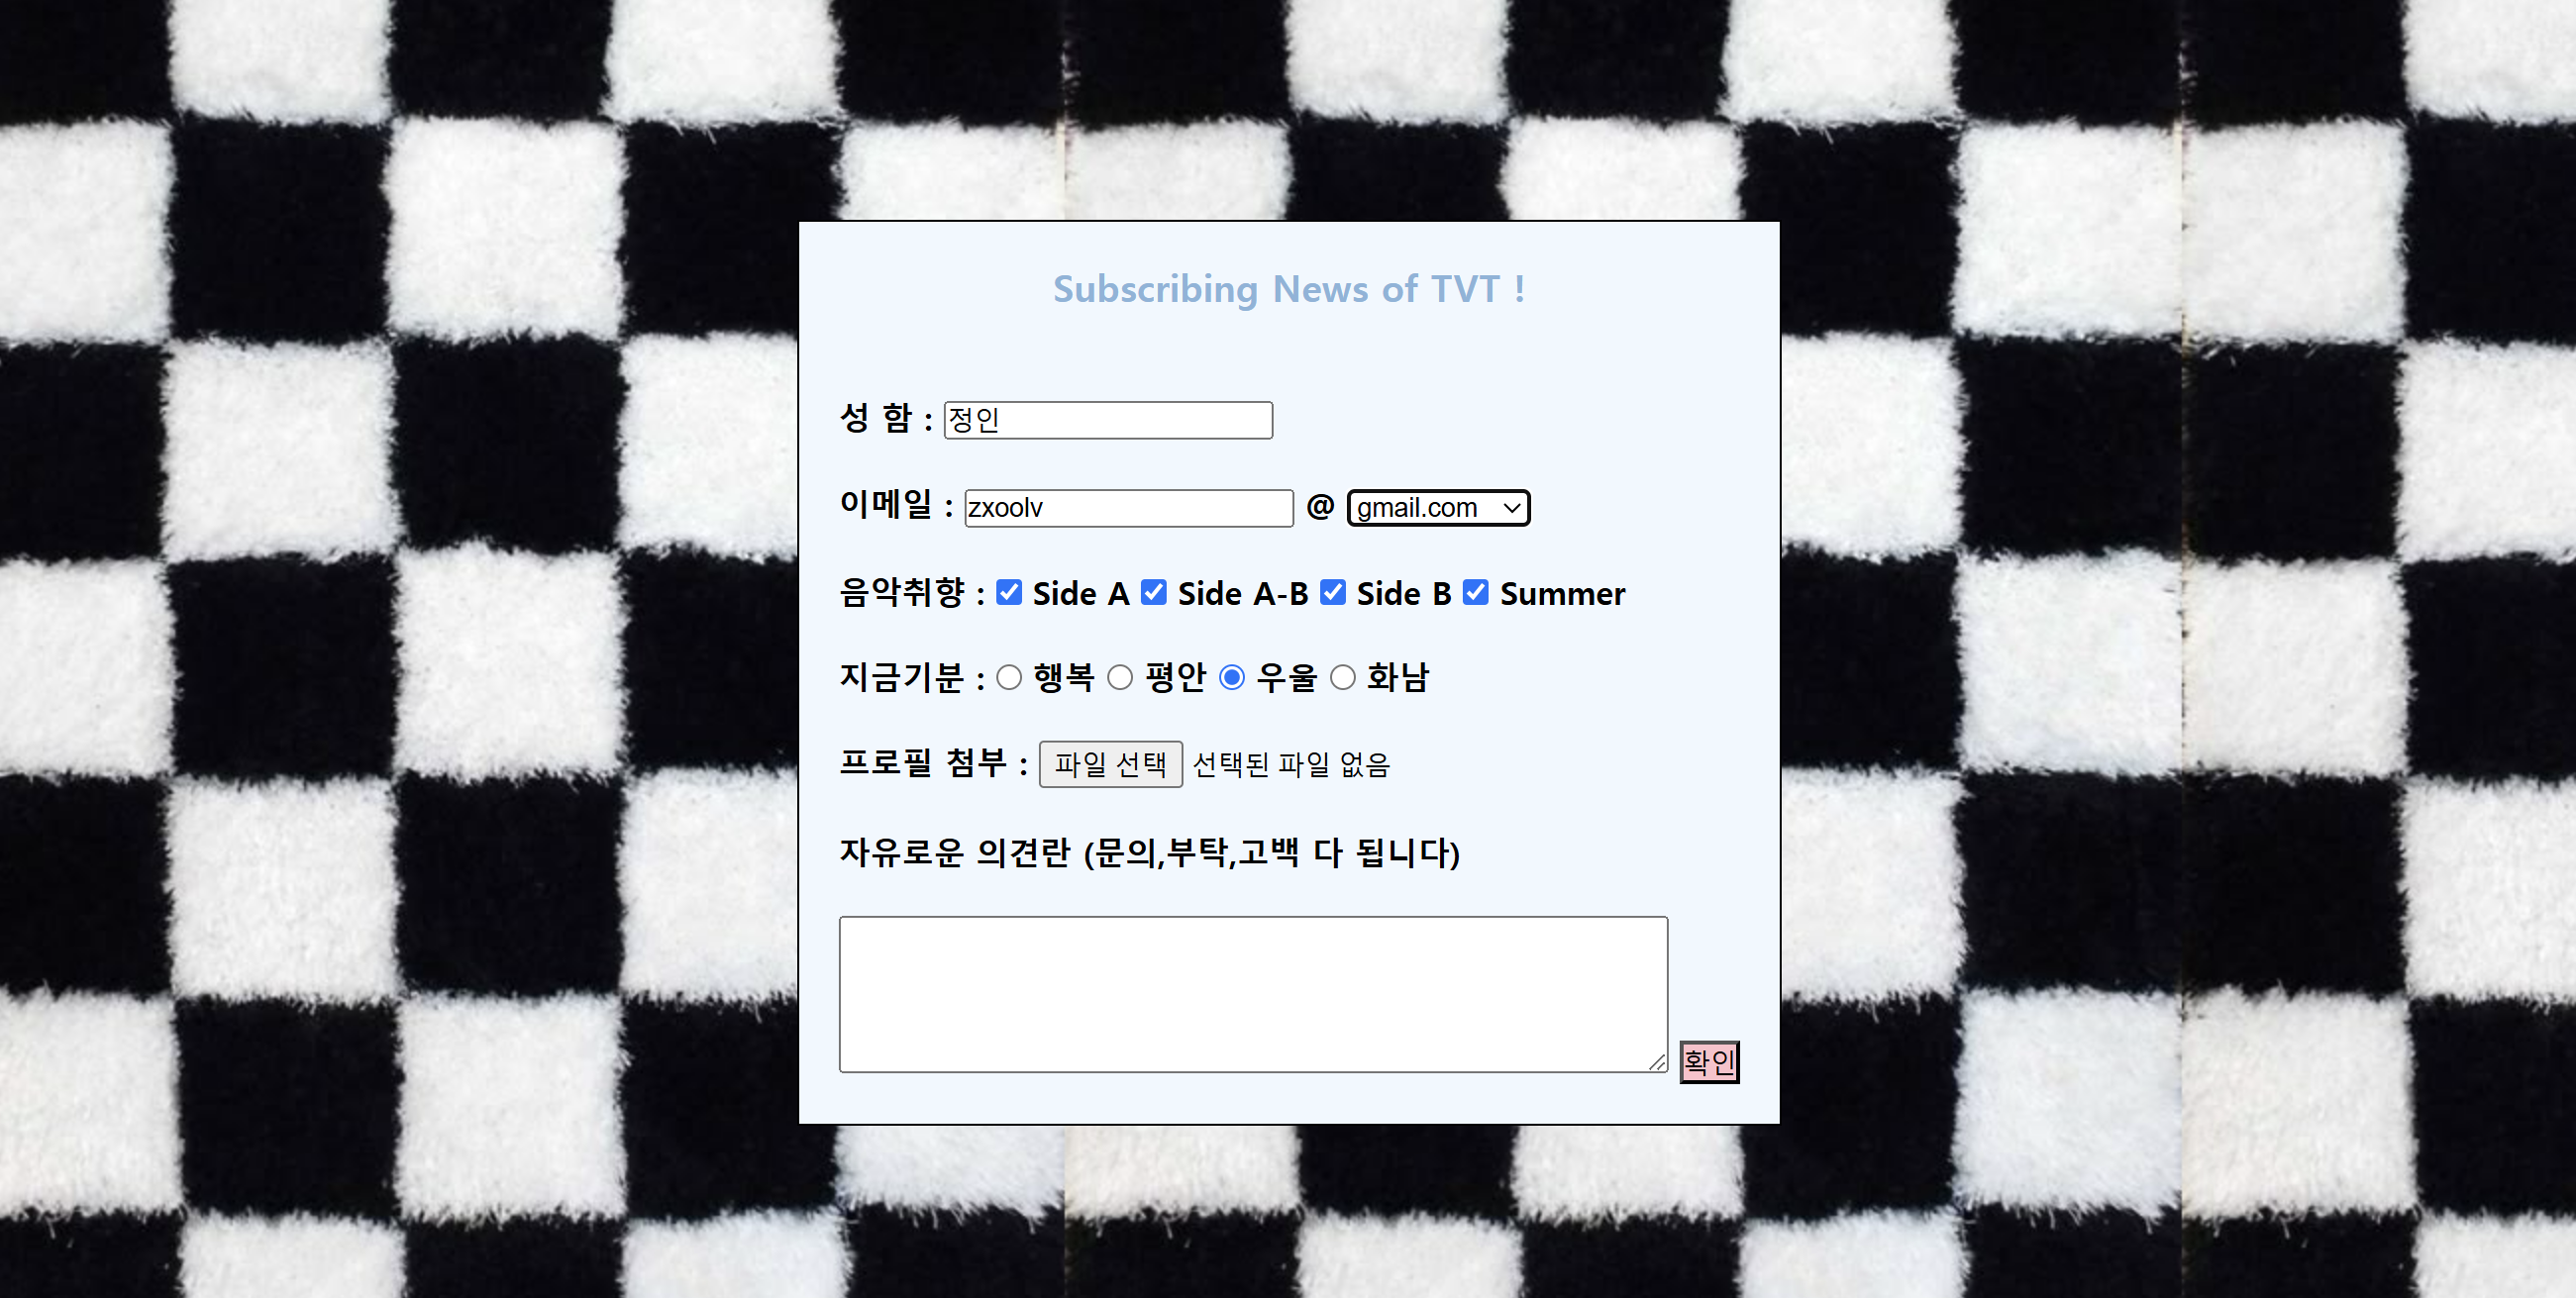 Subscribing News of TVT !
성 함 : 정인
이메일 : zxoolv @ gmail.com
음악취향 : Side A Side A-B Side B Summer
지금기분 : 행복 평안 우울 화남
프로필 첨부 : 파일 선택 선택된 파일 없음
자유로운 의견란 (문의,부탁,고백 다 됩니다)
확인